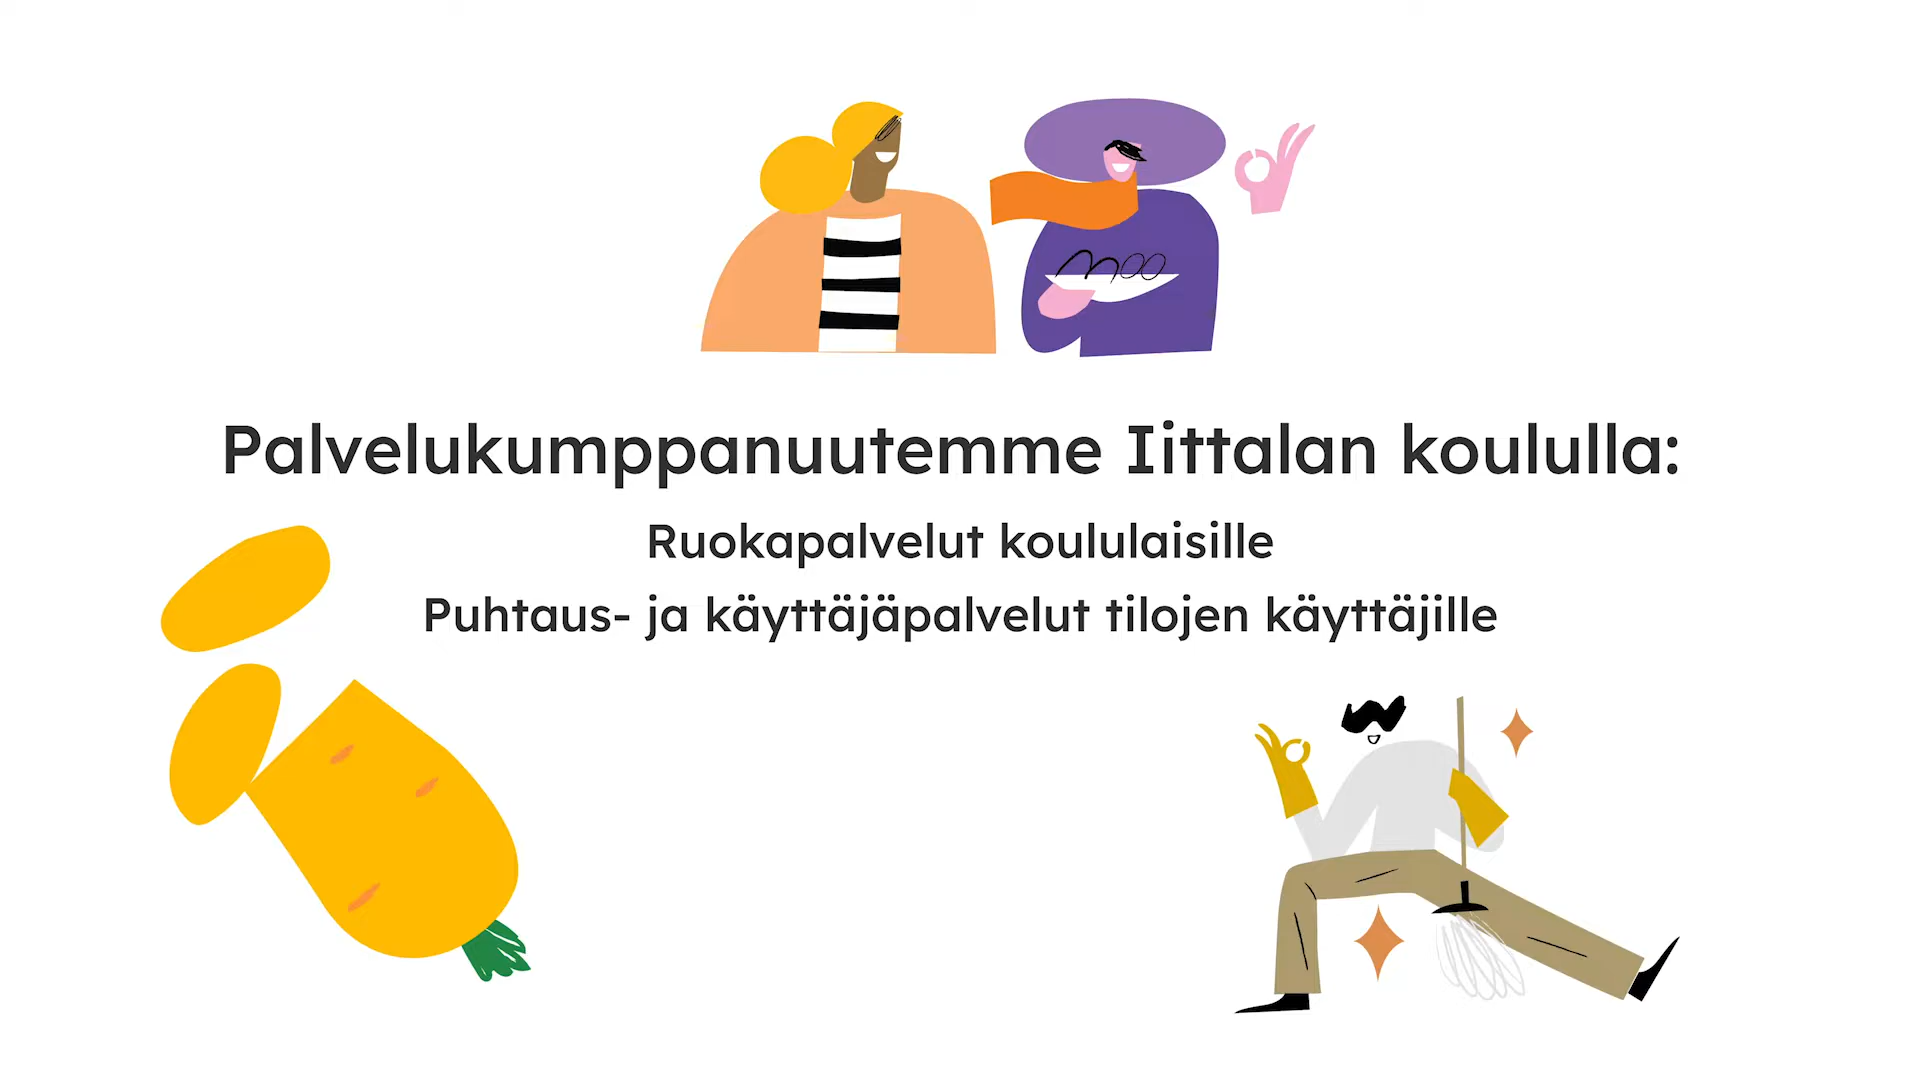 Palvelukumppanuutemme Iittalan koululla:
Ruokapalvelut koululaisille
Puhtaus- ja käyttäjäpalvelut tilojen käyttäjille